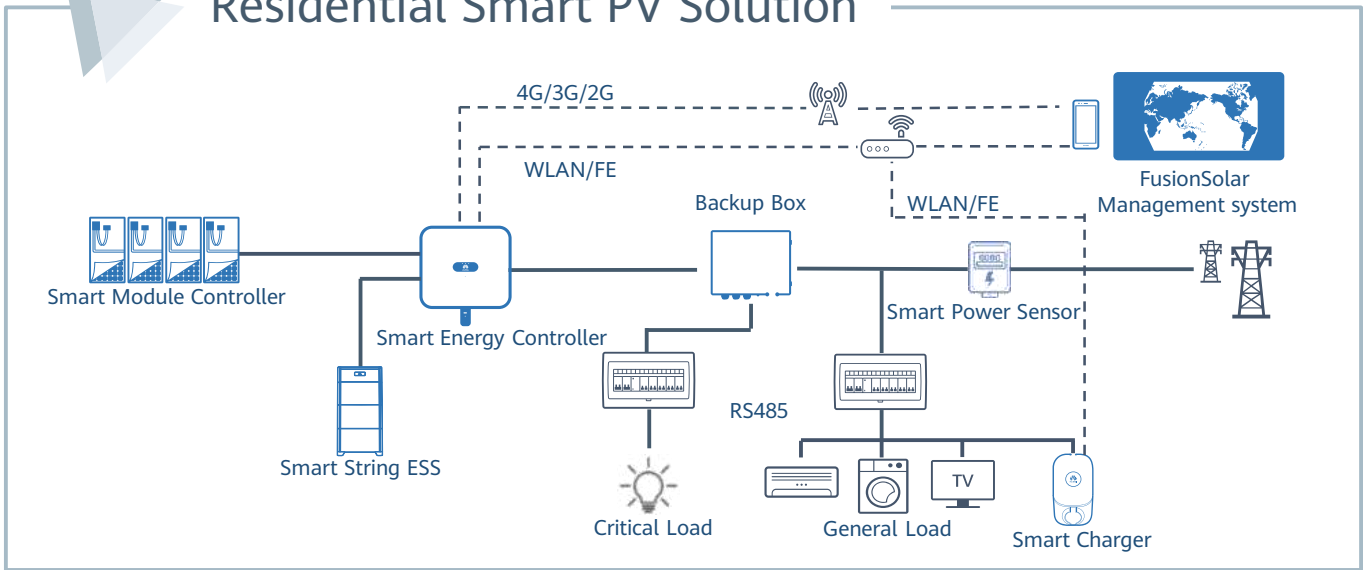 Residential Smart PV Solution
4G/3G/2G
WLAN/FE
FusionSolar
Management system
Backup Box
WLAN/FE
Smart Module Controller
Smart Energy Controller
Smart Power Sensor
RS485
Smart String ESS
TV
Critical Load
General Load
Smart Charger